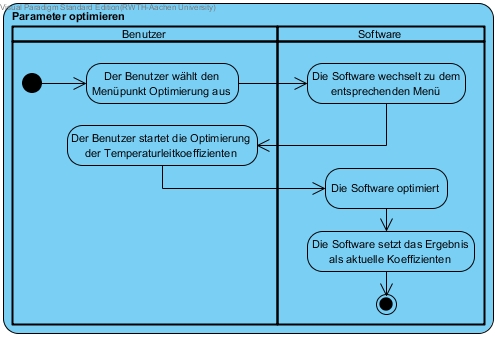 Visual Paradigm Standard Edition(RWTH-Aachen University)
Parameter optimieren
Benutzer
Software
Der Benutzer wählt den
Menüpunkt Optimierung aus
Die Software wechselt zu dem
entsprechenden Menü
Der Benutzer startet die Optimierung
der Temperaturleitkoeffizienten
Die Software optimiert
Die Software setzt das Ergebnis
als aktuelle Koeffizienten